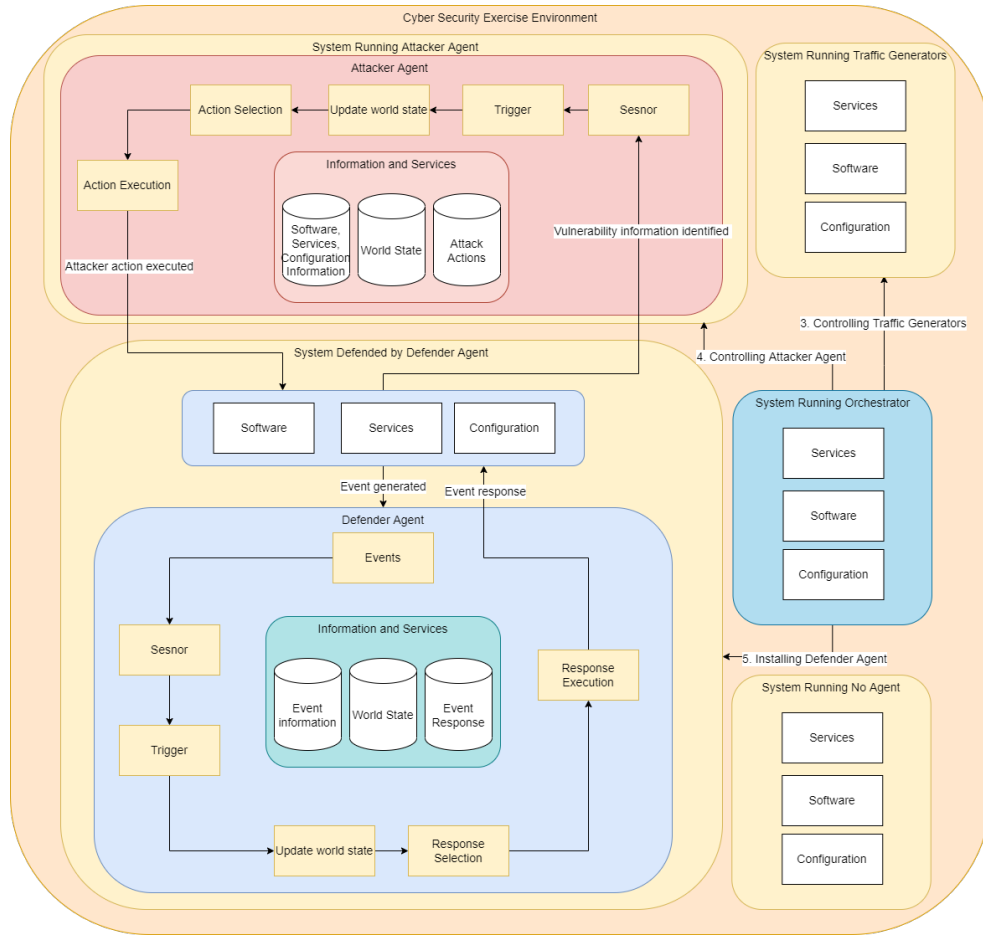 Cyber Security Exercise Environment
System Running Attacker Agent
Attacker Agent
Action Selection
Update world state
Trigger
Sesnor
Action Execution
Information and Services
Software,
Services,
Configuration
Information
World State
Attack
Actions
Vulnerability information identified
Attacker action executed
System Running Traffic Generators
Services
Software
Configuration
3. Controlling Traffic Generators
4. Controlling Attacker Agent
System Defended by Defender Agent
Software
Services
Configuration
Event generated
Event response
Defender Agent
Events
Sesnor
Trigger
Information and Services
Event
information
World State
Event
Response
Response
Execution
Update world state
Response
Selection
System Running Orchestrator
Services
Software
Configuration
5. Installing Defender Agent
System Running No Agent
Services
Software
Configuration